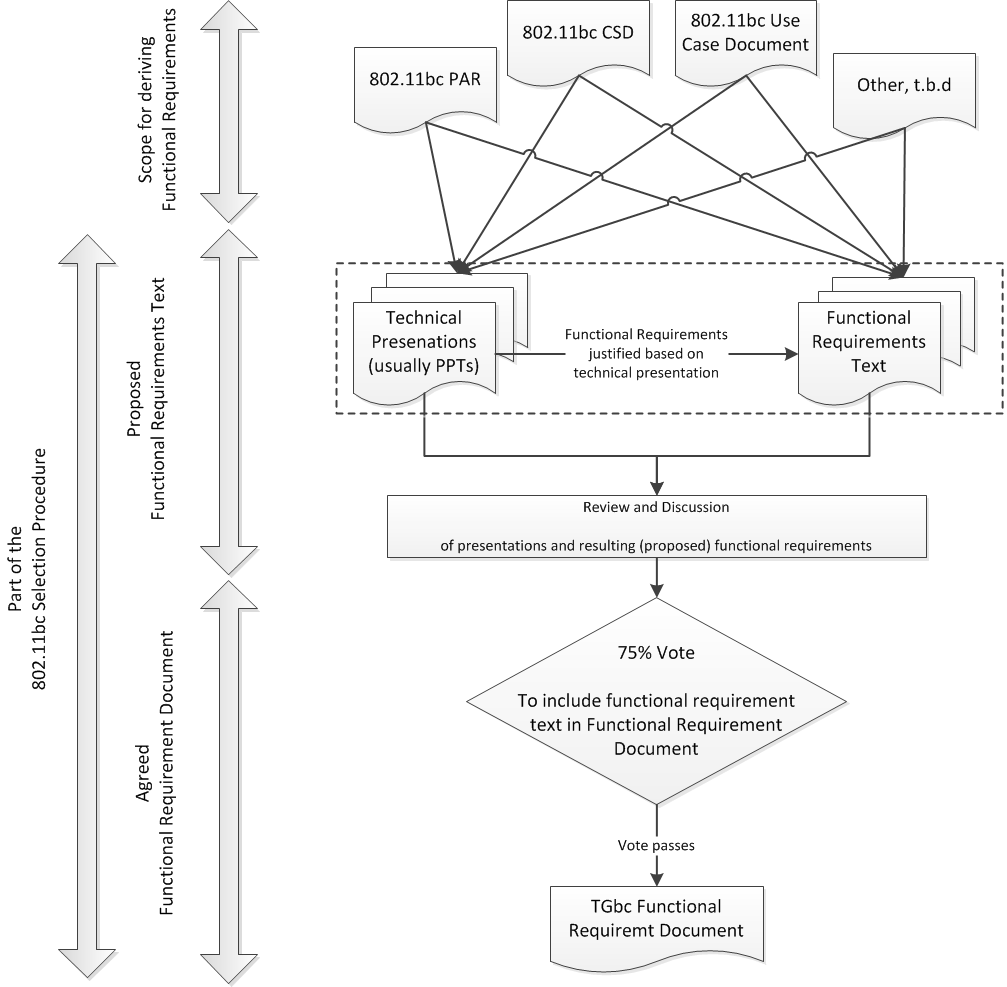 Scope for deriving
Functional Requirements
802.11bc PAR
802.11bc CSD
802.11bc Use
Case Document
Other, t.b.d
Part of the
802.11bc Selection Procedure
Proposed
Functional Requirements Text
Technical
Presenations
(usually PPTs)
Functional Requirements
justified based on
technical presentation
Functional
Requirements
Text
Review and Discussion
of presentations and resulting (proposed) functional requirements
Agreed
Functional Requirement Document
75% Vote
To include functional requirement
text in Functional Requirement
Document
Vote passes
TGbc Functional
Requiremt Document